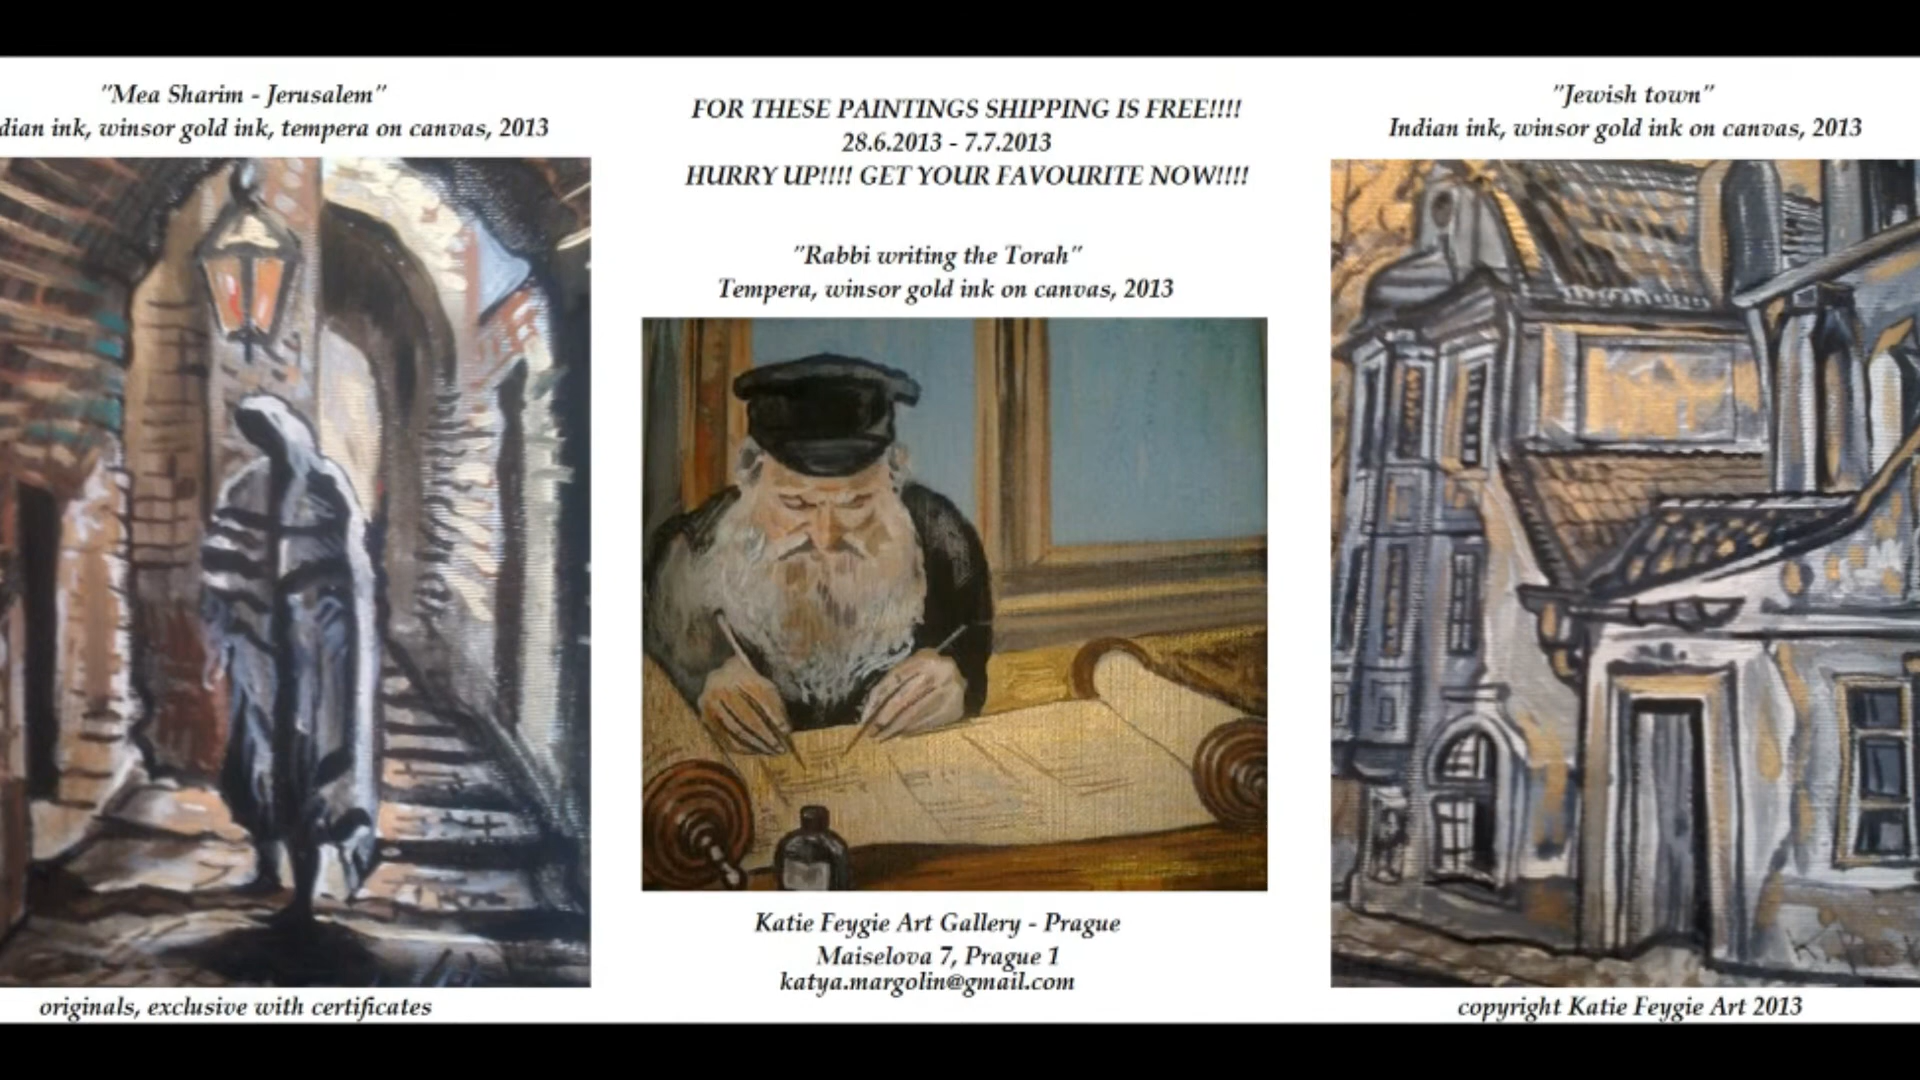 "Mea Sharim - Jerusalem"
ink, winsor gold ink, tempera on canvas, 2013
originals, exclusive with certificates
FOR THESE PAINTINGS SHIPPING IS FREE!!!!
28.6.2013 - 7.7.2013
HURRY UP!!!! GET YOUR FAVOURITE NOW!!!!
"Rabbi writing the Torah"
Tempera, winsor gold ink on canvas, 2013
Katie Feygie Art Gallery - Prague
Maiselova 7, Prague 1
katya.margolin@gmail.com
"Jewish town"
Indian ink, winsor gold ink on canvas, 2013
copyright Katie Feygie Art 2013